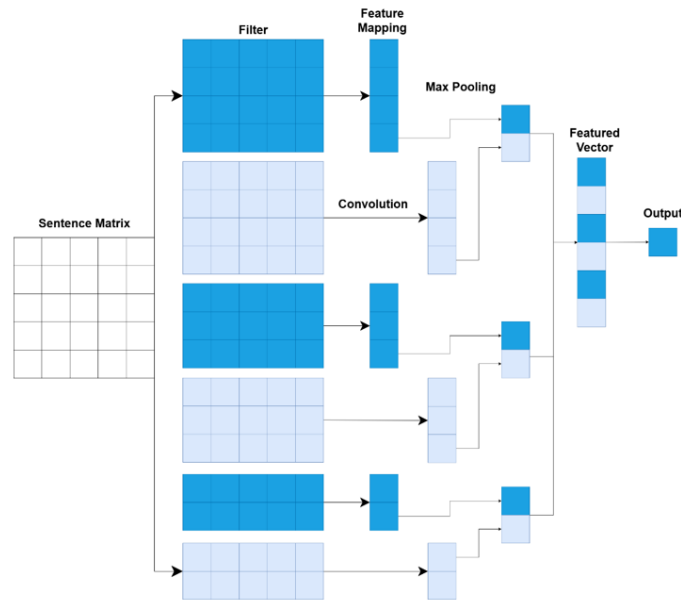 Filter
Feature
Mapping
Max Pooling
Featured
Vector
Convolution
Sentence Matrix
Output